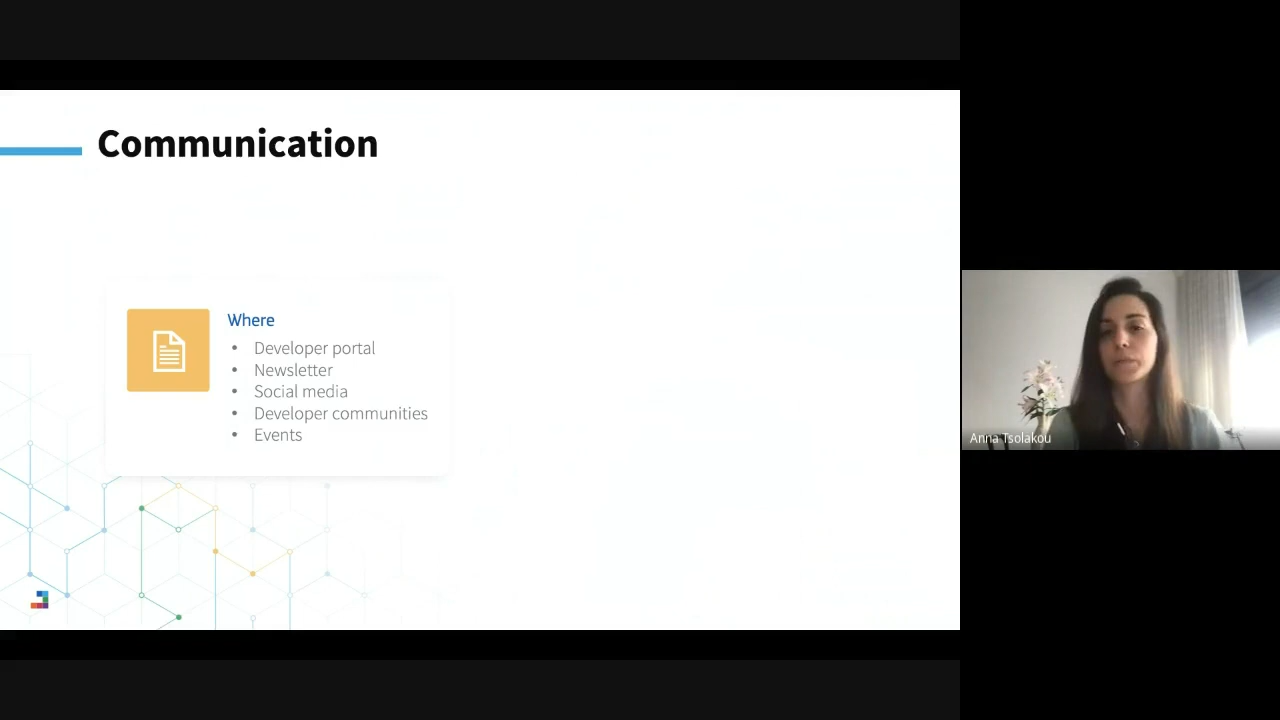 Communication
Where
• Developer portal
• Newsletter
• Social media
• Developer communities
• Events
Anna Tsolakou